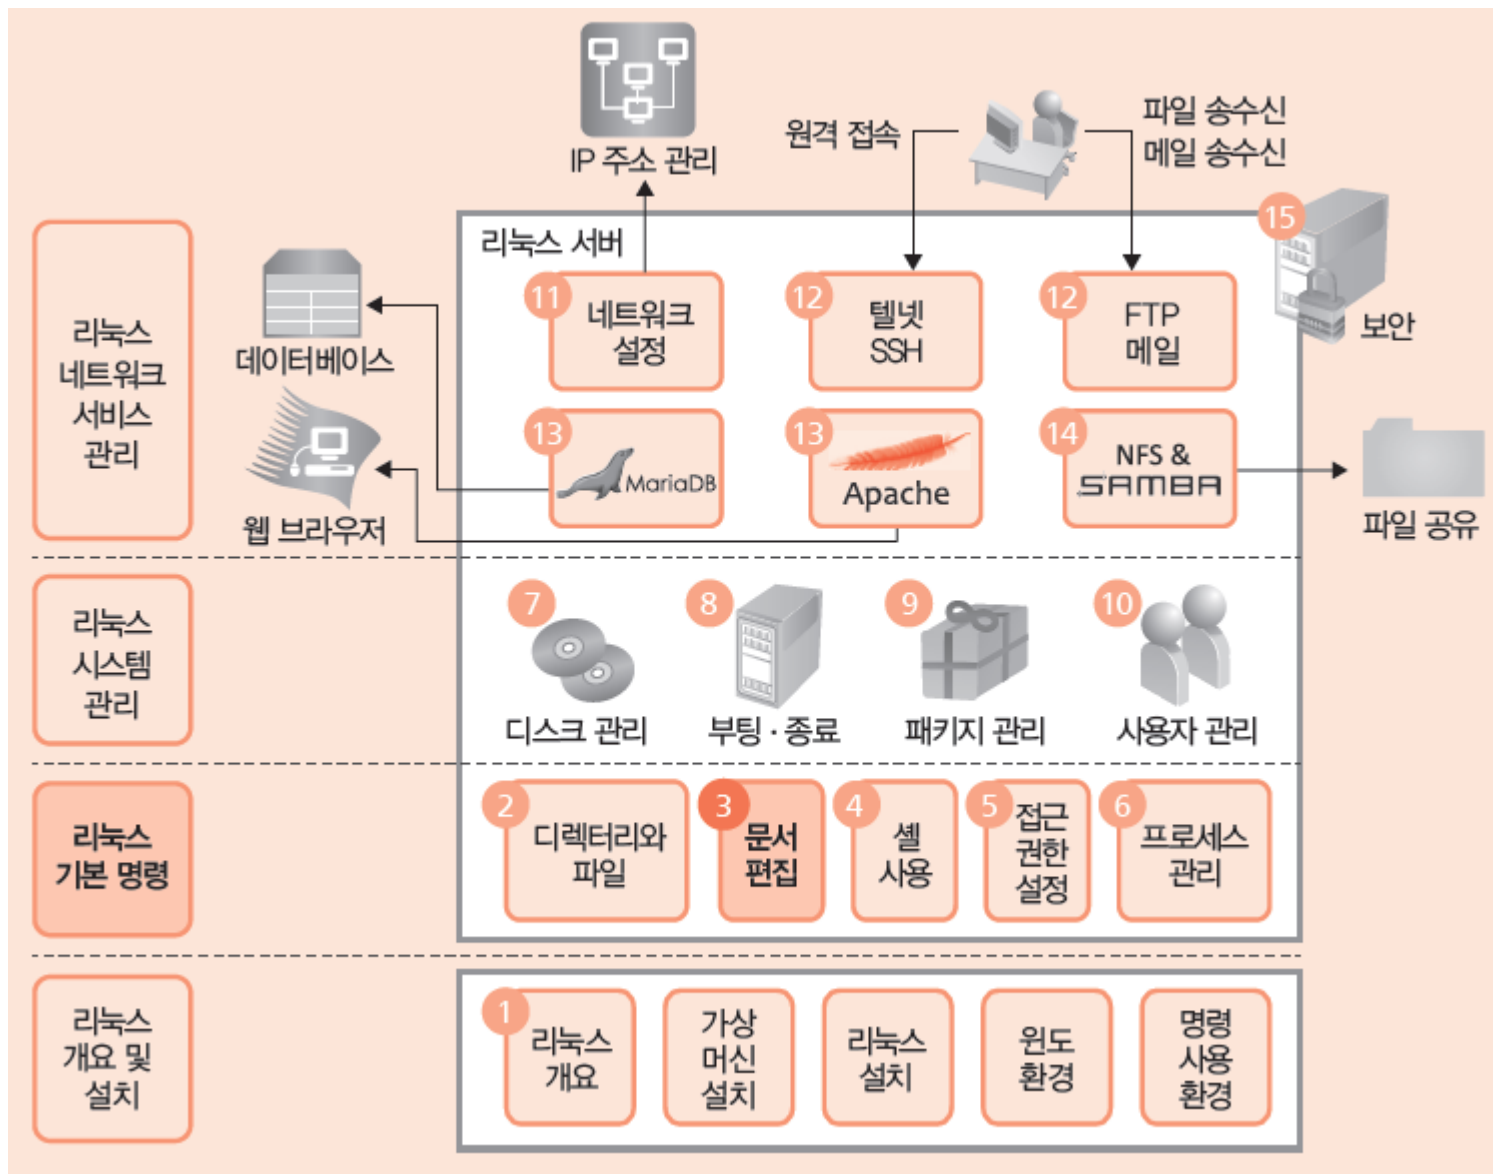 IP 주소 관리
원격 접속
파일 송수신
메일 송수신
리눅스
네트워크
서비스
관리
데이터베이스
웹 브라우저
리눅스 서버
11
네트워크
설정
12
텔넷
SSH
12
FTP
메일
15
보안
13
MariaDB
13
Apache
14
NFS &
SAMBA
파일 공유
리눅스
시스템
관리
7
디스크 관리
8
부팅 · 종료
9
패키지 관리
10
사용자 관리
리눅스
기본 명령
2
디렉터리와
파일
3
문서
편집
4
셸
사용
5
접근
권한
설정
6
프로세스
관리
리눅스
개요 및
설치
1
리눅스
개요
가상
머신
설치
리눅스
설치
윈도
환경
명령
사용
환경